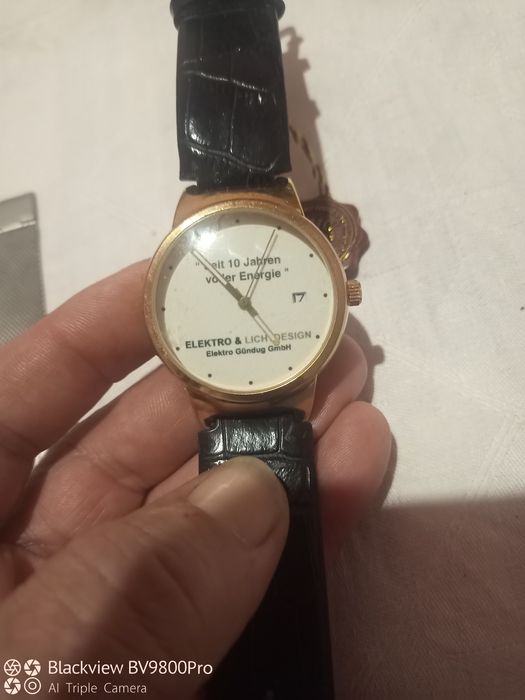 " Seit 10 Jahren
voller Energie "
17
ELEKTRO & LICHTDESIGN
Elektro Gündug GmbH
Blackview BV9800Pro
AI Triple Camera